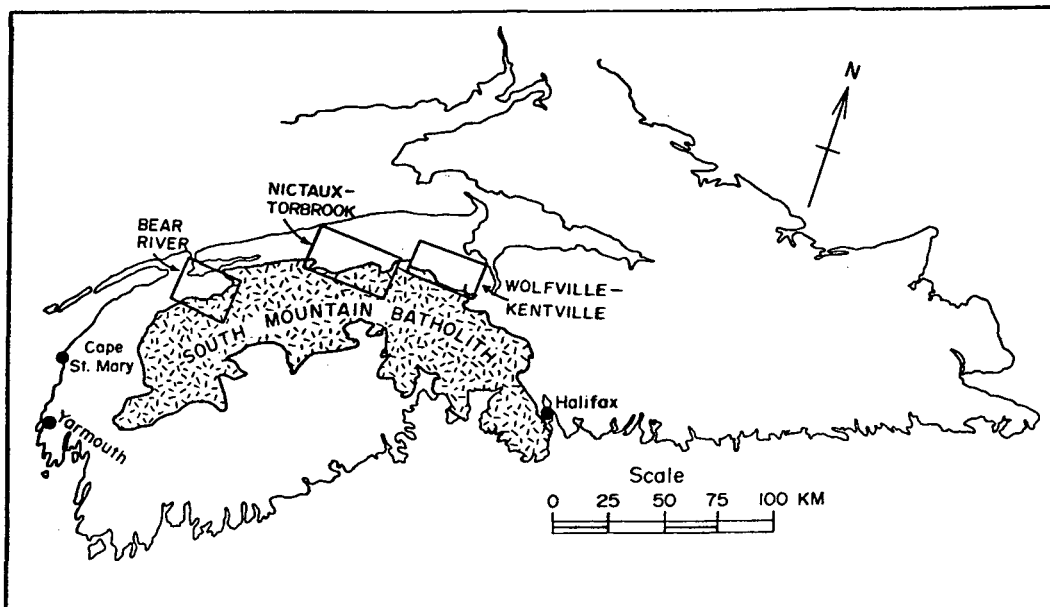 N
NICTAUX-
TORBROOK
BEAR
RIVER
WOLFVILLE-
KENTVILLE
SOUTH MOUNTAIN BATHOLITH
Cape
St. Mary
Yarmouth
Halifax
Scale
0 25 50 75 100 KM